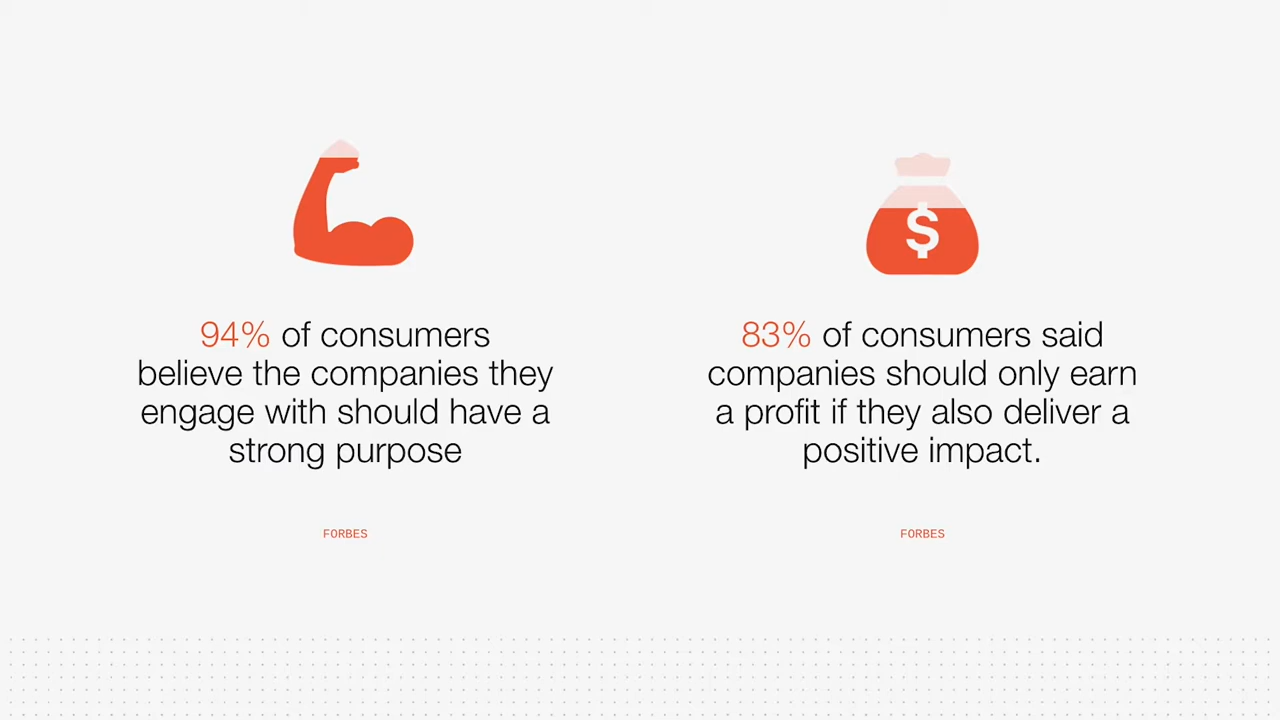 94% of consumers
believe the companies they
engage with should have a
strong purpose
FORBES
$
83% of consumers said
companies should only earn
a profit if they also deliver a
positive impact.
FORBES